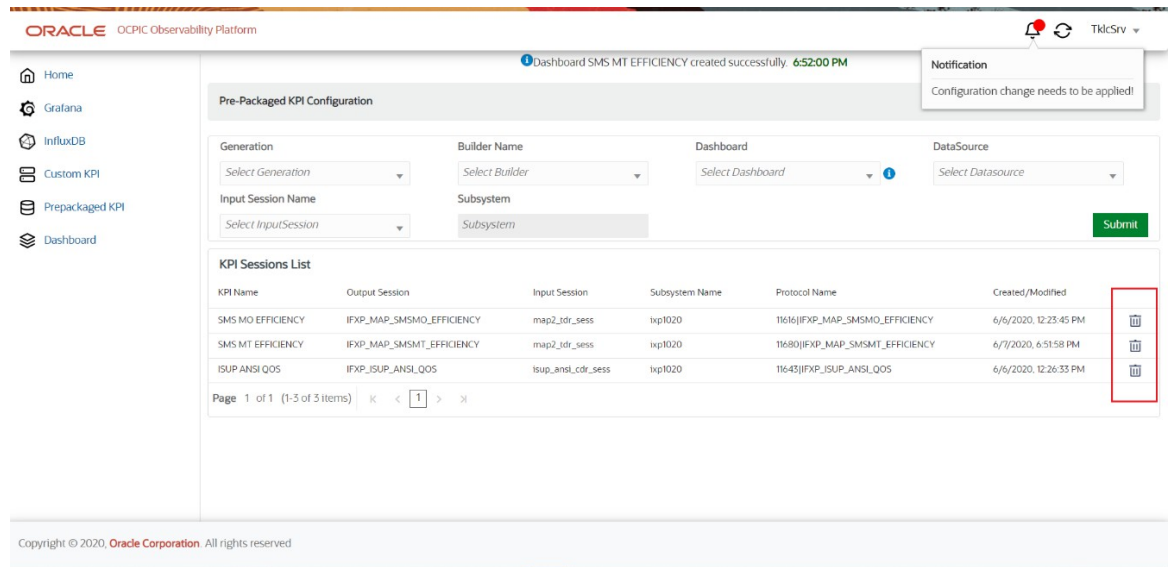 ORACLE OCPIC Observability Platform
TklcSrv
Dashboard SMS MT EFFICIENCY created successfully. 6:52:00 PM
Notification
Configuration change needs to be applied!
Home
Grafana
InfluxDB
Custom KPI
Prepackaged KPI
Dashboard
Pre-Packaged KPI Configuration
Generation Builder Name Dashboard DataSource
Select Generation Select Builder Select Dashboard Select Datasource
Input Session Name Subsystem
Select InputSession Subsystem
Submit
KPI Sessions List
KPI Name Output Session Input Session Subsystem Name Protocol Name Created/Modified
SMS MO EFFICIENCY IFXP_MAP_SMSMO_EFFICIENCY map2_tdr_sess ixp1020 11616|IFXP_MAP_SMSMO_EFFICIENCY 6/6/2020, 12:23:45 PM
SMS MT EFFICIENCY IFXP_MAP_SMSMT_EFFICIENCY map2_tdr_sess ixp1020 11680|IFXP_MAP_SMSMT_EFFICIENCY 6/7/2020, 6:51:58 PM
ISUP ANSI QOS IFXP_ISUP_ANSI_QOS isup_ansi_cdr_sess ixp1020 11643|IFXP_ISUP_ANSI_QOS 6/6/2020, 12:26:33 PM
Page 1 of 1 (1-3 of 3 items) K < 1 > >|
Copyright © 2020, Oracle Corporation. All rights reserved